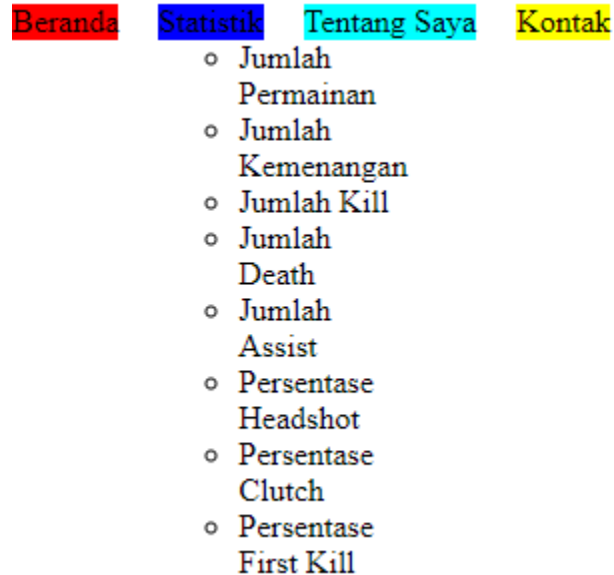 Beranda Statistik Tentang Saya Kontak
Jumlah
Permainan
Jumlah
Kemenangan
Jumlah Kill
Jumlah
Death
Jumlah
Assist
Persentase
Headshot
Persentase
Clutch
Persentase
First Kill